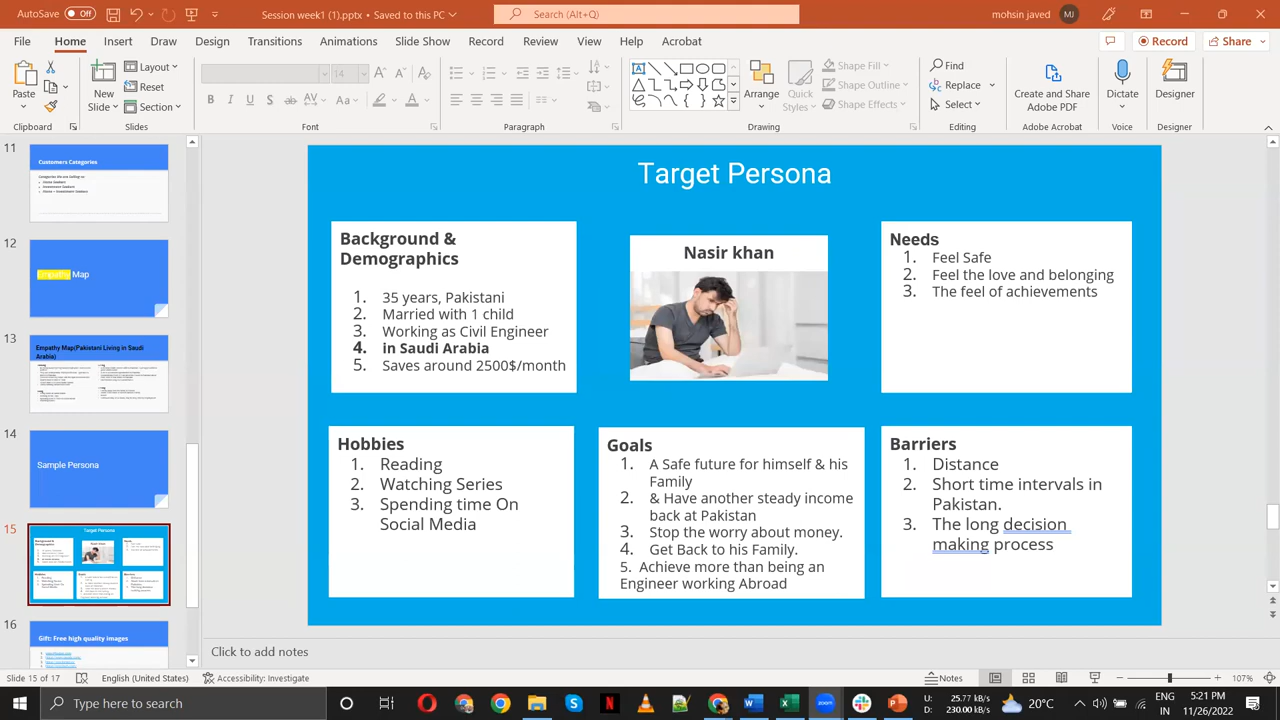 AutoSave Off Session week1 (1).pptx - PowerPoint
Search (Alt+Q)
mohsin javed MJ
File Home Insert Draw Design Transitions Animations Slide Show Record Review View Help Acrobat Record Share
Paste
New Slide
Layout
Reset
Section
14
Shape Fill
Shape Outline
Shape Effects
Arrange
Quick Styles
Find
Replace
Select
Create and Share Adobe PDF
Dictate
Designer
Clipboard Slides Font Paragraph Drawing Editing Adobe Acrobat Voice Designer
11
Customers Categories
12
Empathy Map
13
Empathy Map(Pakistani Living in Saudi Arabia)
14
Sample Persona
15
Target Persona
16
Gift: Free high quality images
Target Persona
Background &
Demographics
1. 35 years, Pakistani
2. Married with 1 child
3. Working as Civil Engineer
4. in Saudi Arabia
5. Saves around 2500$/month
Nasir khan
Needs
1. Feel Safe
2. Feel the love and belonging
3. The feel of achievements
Hobbies
1. Reading
2. Watching Series
3. Spending time On
Social Media
Goals
1. A Safe future for himself & his
Family
2. & Have another steady income
back at Pakistan
3. Stop the worry about money.
4. Get Back to his Family.
5. Achieve more than being an
Engineer working Abroad
Barriers
1. Distance
2. Short time intervals in
Pakistan.
3. The long decision
making process
Click to add notes
Slide 15 of 17 English (United States) Accessibility: Investigate Notes 107%
Type here to search
U: 25.77 kB/s
D: 230.00 kB/s
20°C
ENG
IN
5:21 PM
11/26/2022